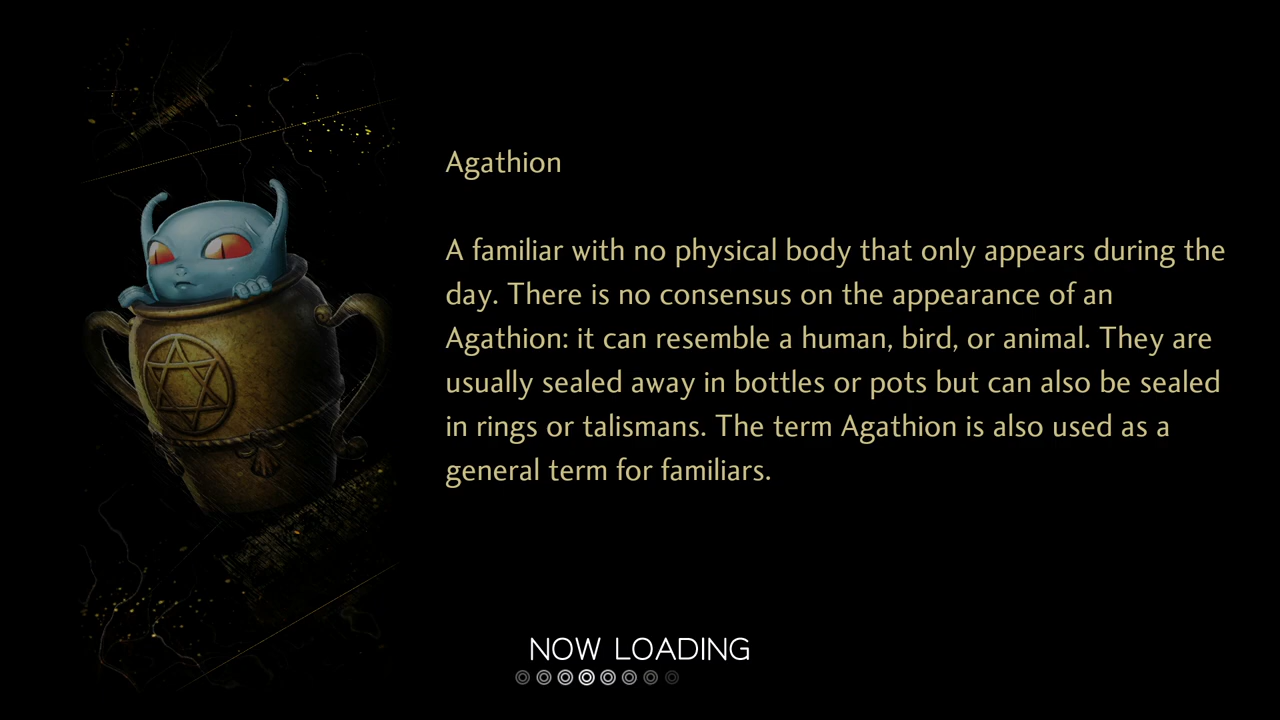 Agathion
A familiar with no physical body that only appears during the
day. There is no consensus on the appearance of an
Agathion: it can resemble a human, bird, or animal. They are
usually sealed away in bottles or pots but can also be sealed
in rings or talismans. The term Agathion is also used as a
general term for familiars.
NOW LOADING